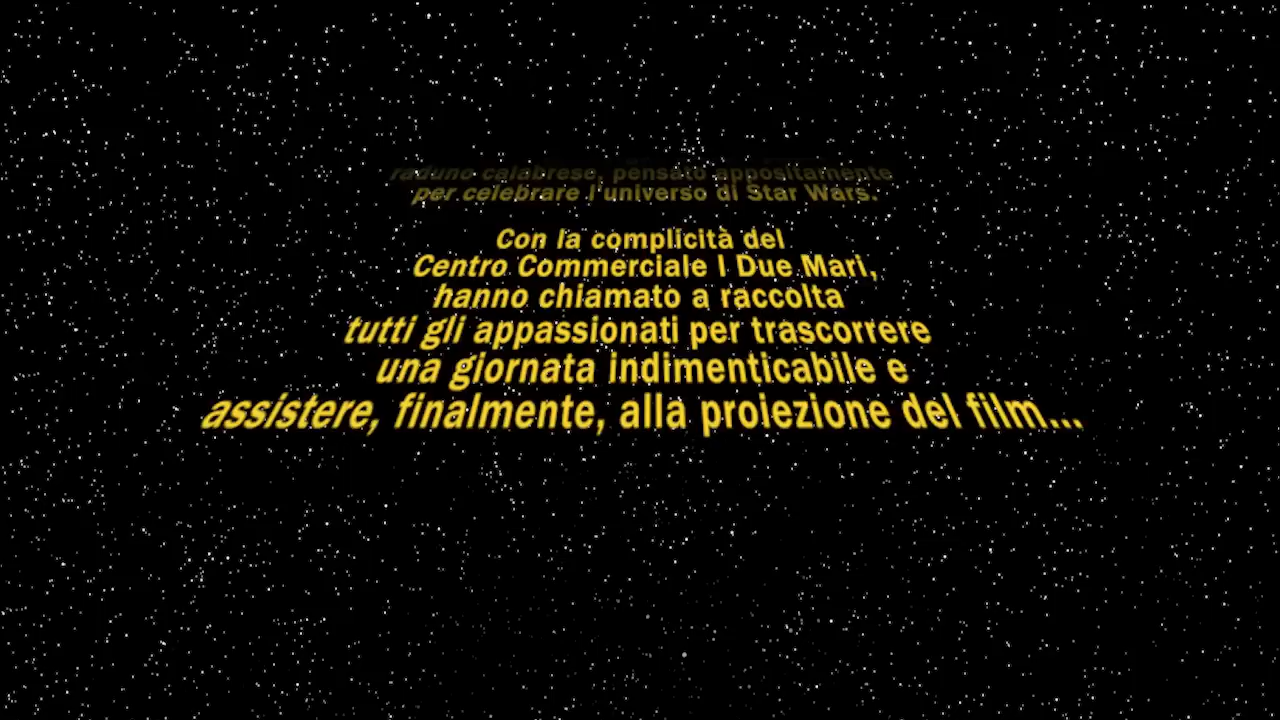 raduno calabrese, pensato appositamente
per celebrare l'universo di Star Wars.
Con la complicità del
Centro Commerciale I Due Mari,
hanno chiamato a raccolta
tutti gli appassionati per trascorrere
una giornata indimenticabile e
assistere, finalmente, alla proiezione del film...